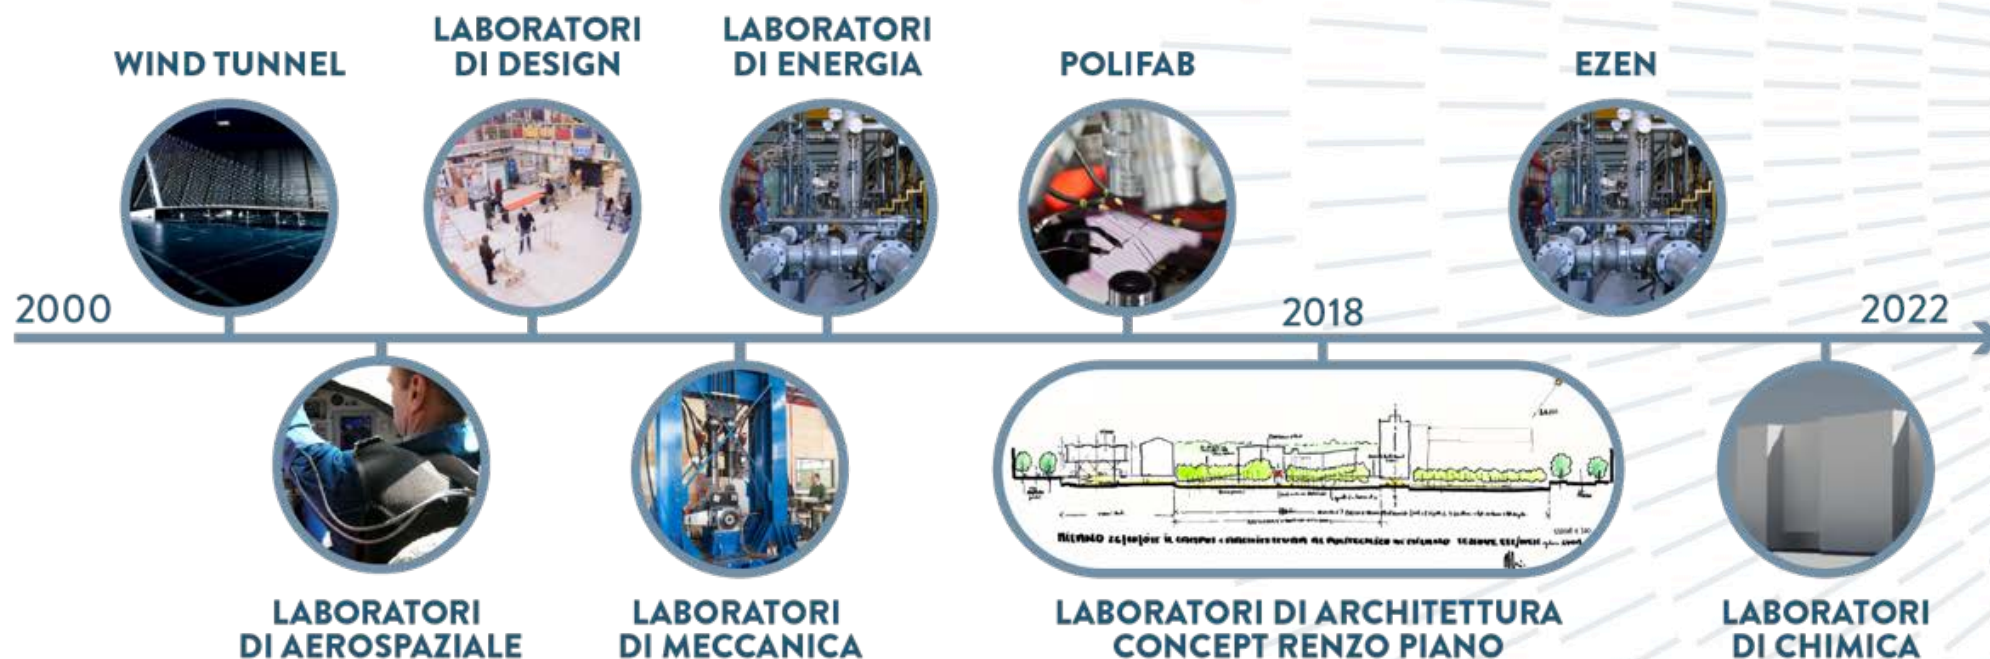 WIND TUNNEL
LABORATORI
DI DESIGN
LABORATORI
DI ENERGIA
POLIFAB
EZEN
2000
2018
2022
LABORATORI
DI AEROSPAZIALE
LABORATORI
DI MECCANICA
LABORATORI DI ARCHITETTURA
CONCEPT RENZO PIANO
LABORATORI
DI CHIMICA